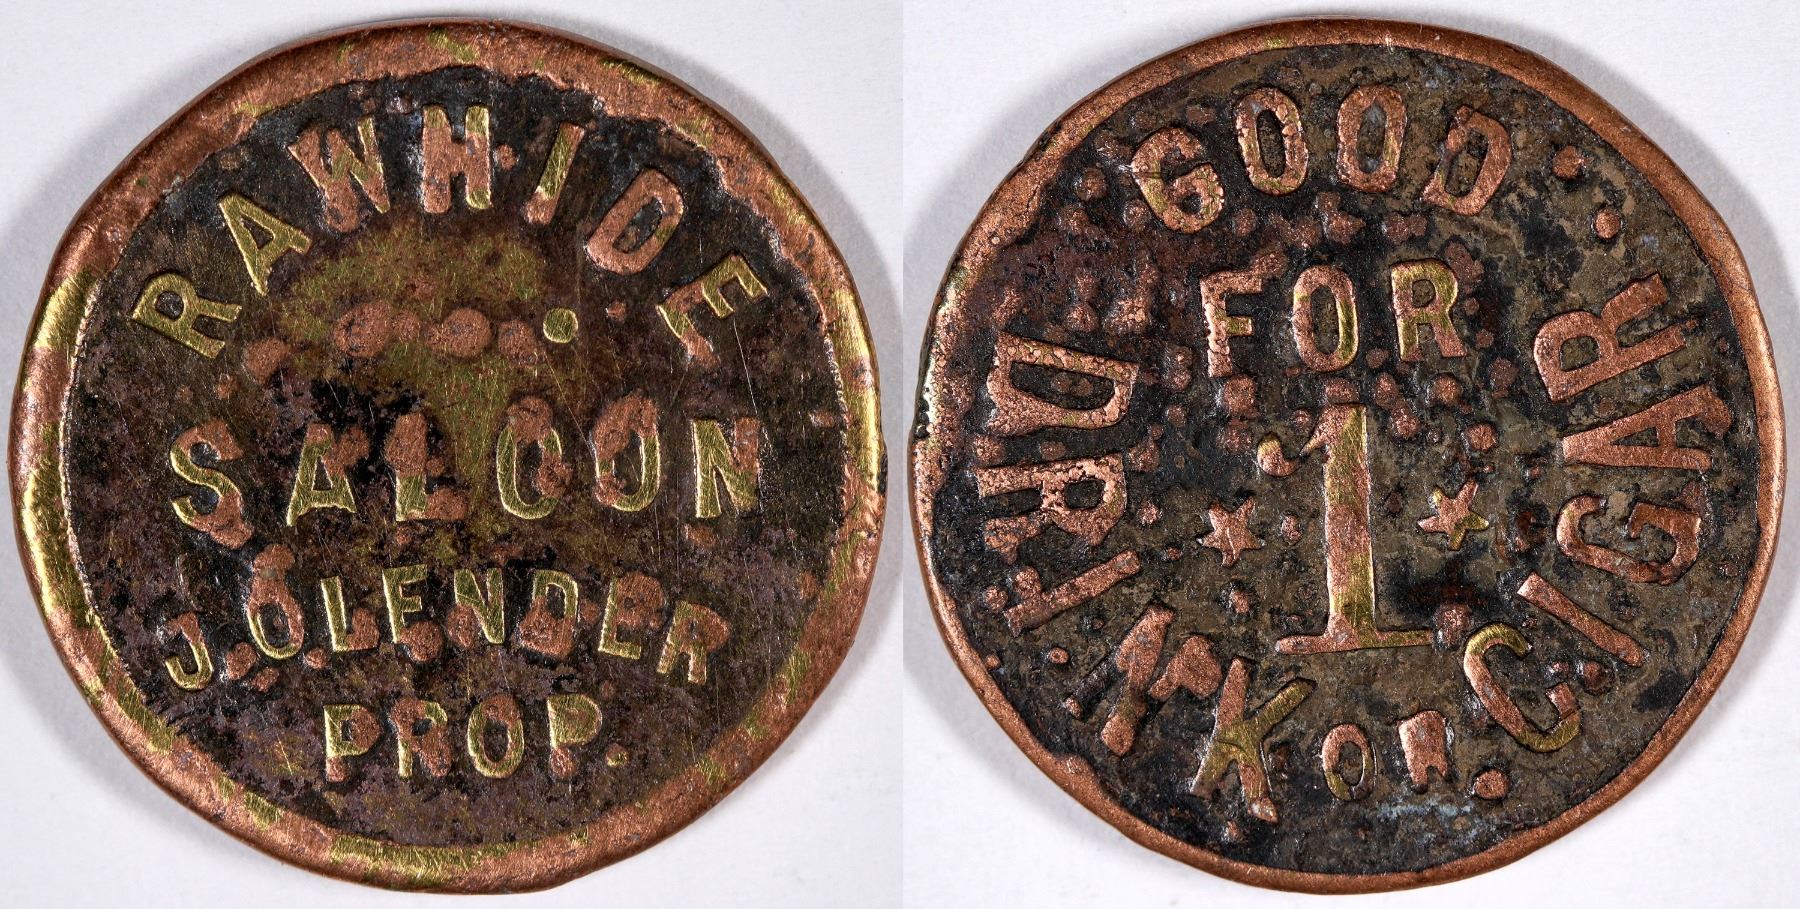 RAWHIDE
SALOON
J. OLENDER
PROP.
GOOD
FOR
1
DRINK OR CIGAR